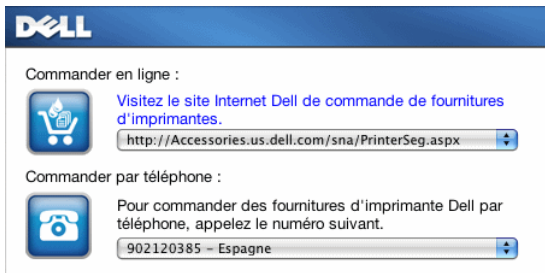 DELL
Commander en ligne :
Visitez le site Internet Dell de commande de fournitures
d'imprimantes.
http://Accessories.us.dell.com/sna/PrinterSeg.aspx
Commander par téléphone :
Pour commander des fournitures d'imprimante Dell par
téléphone, appelez le numéro suivant.
902120385 – Espagne